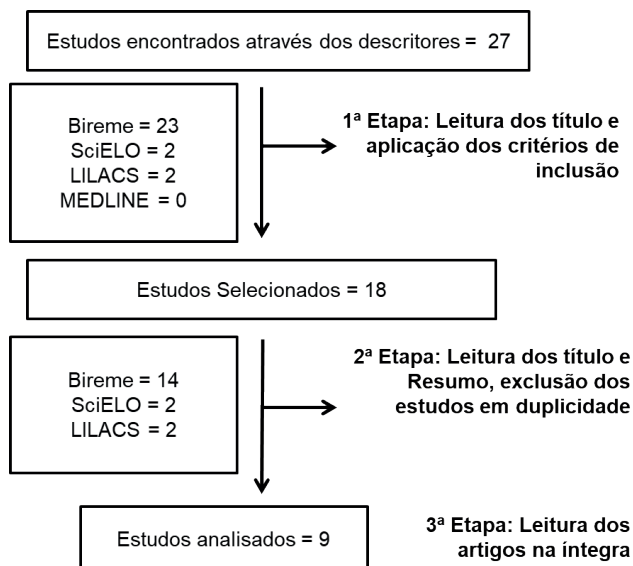 Estudos encontrados através dos descritores = 27
Bireme = 23
SciELO = 2
LILACS = 2
MEDLINE = 0
1ª Etapa: Leitura dos título e
aplicação dos critérios de
inclusão
Estudos Selecionados = 18
Bireme = 14
SciELO = 2
LILACS = 2
2ª Etapa: Leitura dos título e
Resumo, exclusão dos
estudos em duplicidade
Estudos analisados = 9
3ª Etapa: Leitura dos
artigos na íntegra